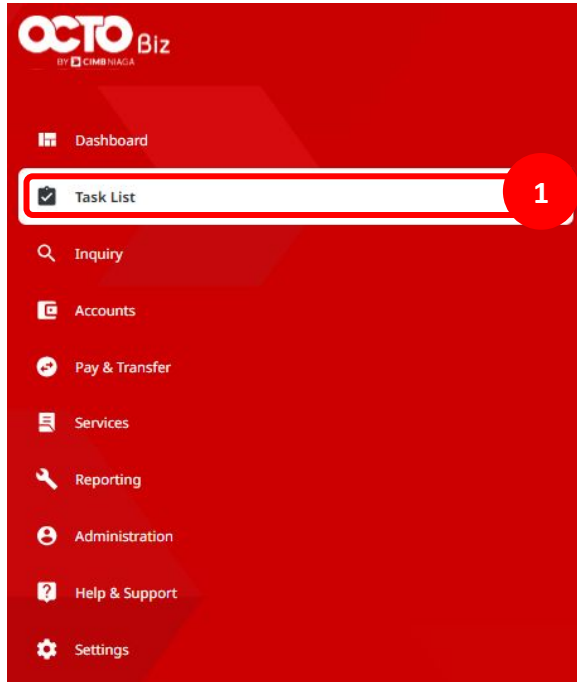 OCTO Biz
BY CIMB NIAGA
Dashboard
Task List
1
Inquiry
Accounts
Pay & Transfer
Services
Reporting
Administration
Help & Support
Settings